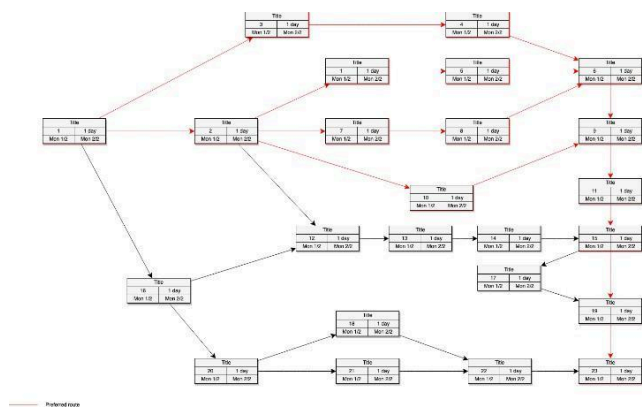 Title
3 1 day
Mon 1/2 Mon 2/2
Title
4 1 day
Mon 1/2 Mon 2/2
Title
1 1 day
Mon 1/2 Mon 2/2
Title
6 1 day
Mon 1/2 Mon 2/2
Title
5 1 day
Mon 1/2 Mon 2/2
Title
1 1 day
Mon 1/2 Mon 2/2
Title
2 1 day
Mon 1/2 Mon 2/2
Title
7 1 day
Mon 1/2 Mon 2/2
Title
8 1 day
Mon 1/2 Mon 2/2
Title
1 day
Mon 1/2 Mon 2/2
Title
10 1 day
Mon 1/2 Mon 2/2
Title
11 1 day
Mon 1/2 Mon 2/2
Title
12 1 day
Mon 1/2 Mon 2/2
Title
13 1 day
Mon 1/2 Mon 2/2
Title
14 1 day
Mon 1/2 Mon 2/2
Title
15 1 day
Mon 1/2 Mon 2/2
Title
17 1 day
Mon 1/2 Mon 2/2
Title
16 1 day
Mon 1/2 Mon 2/2
Title
1 day
Mon 1/2 Mon 2/2
Title
1 day
Mon 1/2 Mon 2/2
Title
20 1 day
Mon 1/2 Mon 2/2
Title
21 1 day
Mon 1/2 Mon 2/2
Title
22 1 day
Mon 1/2 Mon 2/2
Title
23 1 day
Mon 1/2 Mon 2/2
Preferred route